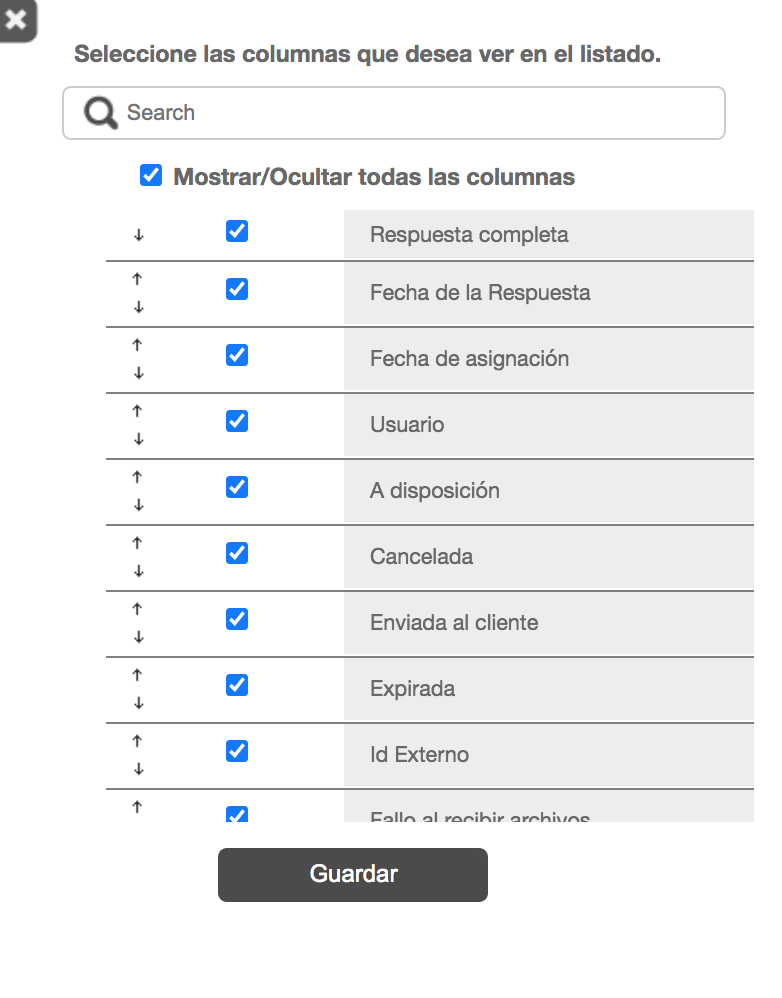 Seleccione las columnas que desea ver en el listado.
Search
Mostrar/Ocultar todas las columnas
Respuesta completa
Fecha de la Respuesta
Fecha de asignación
Usuario
A disposición
Cancelada
Enviada al cliente
Expirada
Id Externo
Fallo al recibir archivos
Guardar